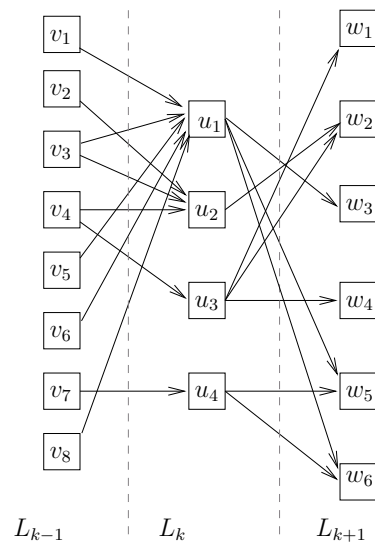 v₁
v₂
v₃
v₄
v₅
v₆
v₇
v₈
u₁
u₂
u₃
u₄
w₁
w₂
w₃
w₄
w₅
w₆
Lₖ₋₁
Lₖ
Lₖ₊₁